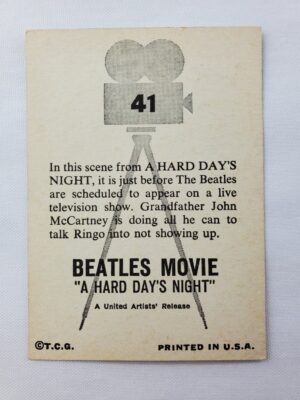 41
In this scene from A HARD DAY'S
NIGHT, it is just before The Beatles
are scheduled to appear on a live
television show. Grandfather John
McCartney is doing all he can to
talk Ringo into not showing up.
BEATLES MOVIE
"A HARD DAY'S NIGHT"
A United Artists' Release
©T.C.G.
PRINTED IN U.S.A.